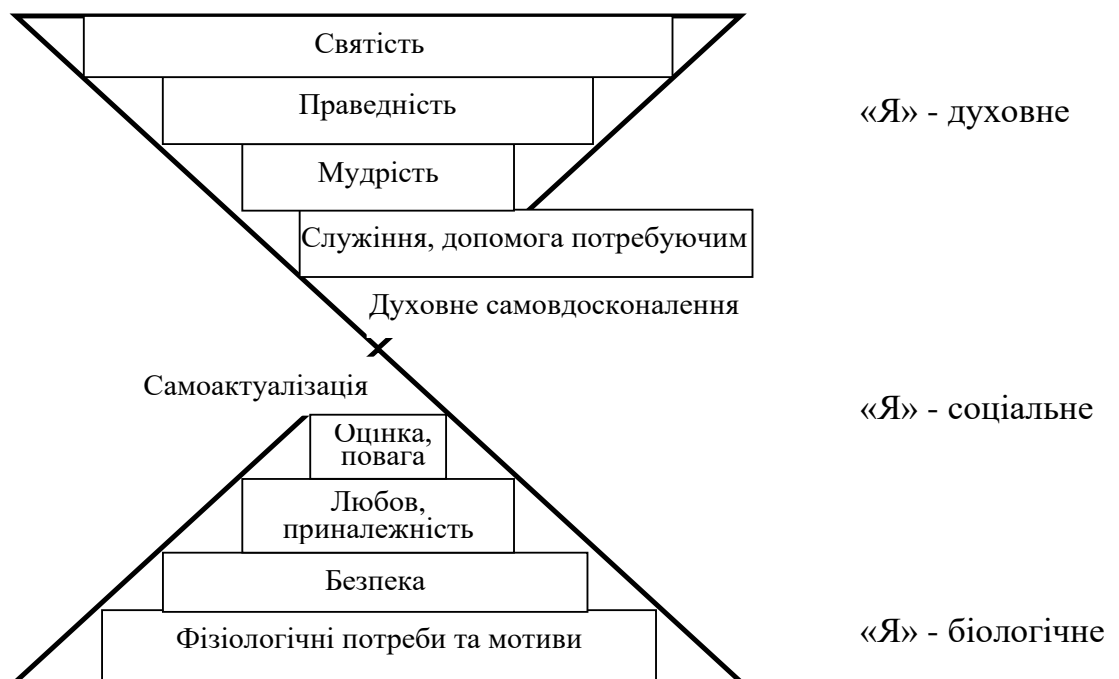 Святість
Праведність
«Я» - духовне
Мудрість
Служіння, допомога потребуючим
Духовне самовдосконалення
Самоактуалізація
«Я» - соціальне
Оцінка,
повага
Любов,
приналежність
Безпека
Фізіологічні потреби та мотиви
«Я» - біологічне